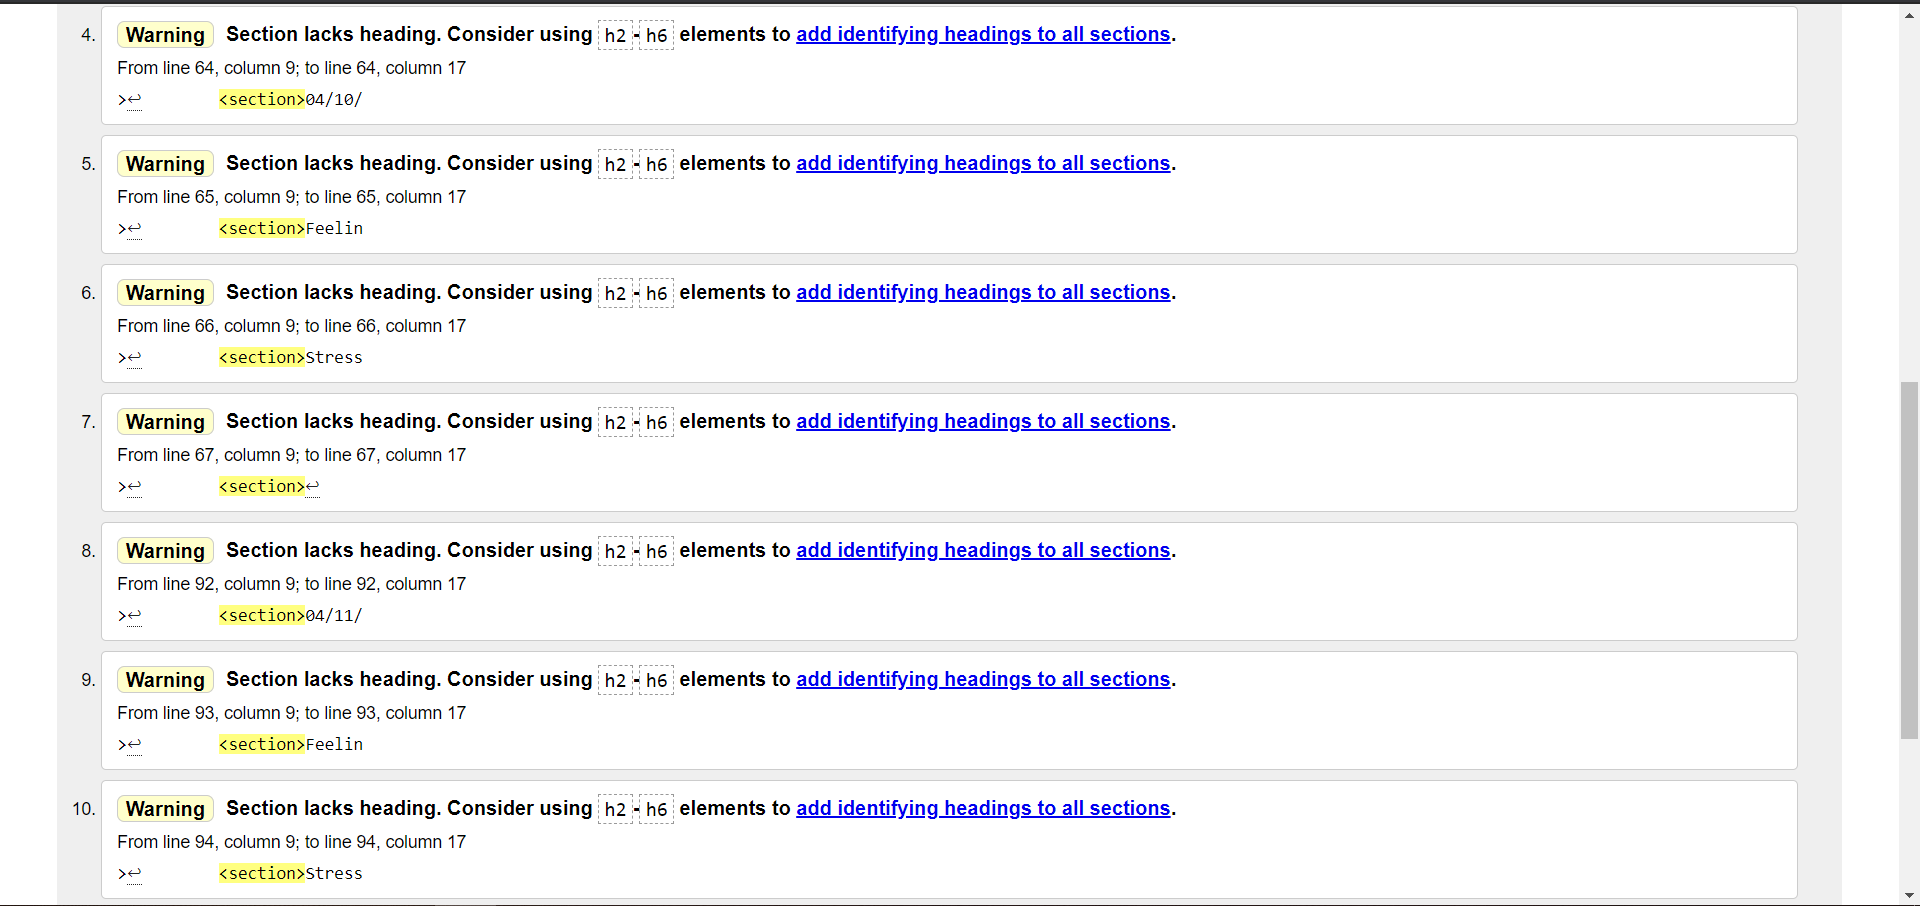 4. Warning Section lacks heading. Consider using h2-h6 elements to add identifying headings to all sections.
From line 64, column 9; to line 64, column 17
>↩ <section>04/10/
5. Warning Section lacks heading. Consider using h2-h6 elements to add identifying headings to all sections.
From line 65, column 9; to line 65, column 17
>↩ <section>Feelin
6. Warning Section lacks heading. Consider using h2-h6 elements to add identifying headings to all sections.
From line 66, column 9; to line 66, column 17
>↩ <section>Stress
7. Warning Section lacks heading. Consider using h2-h6 elements to add identifying headings to all sections.
From line 67, column 9; to line 67, column 17
>↩ <section>↩
8. Warning Section lacks heading. Consider using h2-h6 elements to add identifying headings to all sections.
From line 92, column 9; to line 92, column 17
>↩ <section>04/11/
9. Warning Section lacks heading. Consider using h2-h6 elements to add identifying headings to all sections.
From line 93, column 9; to line 93, column 17
>↩ <section>Feelin
10. Warning Section lacks heading. Consider using h2-h6 elements to add identifying headings to all sections.
From line 94, column 9; to line 94, column 17
>↩ <section>Stress